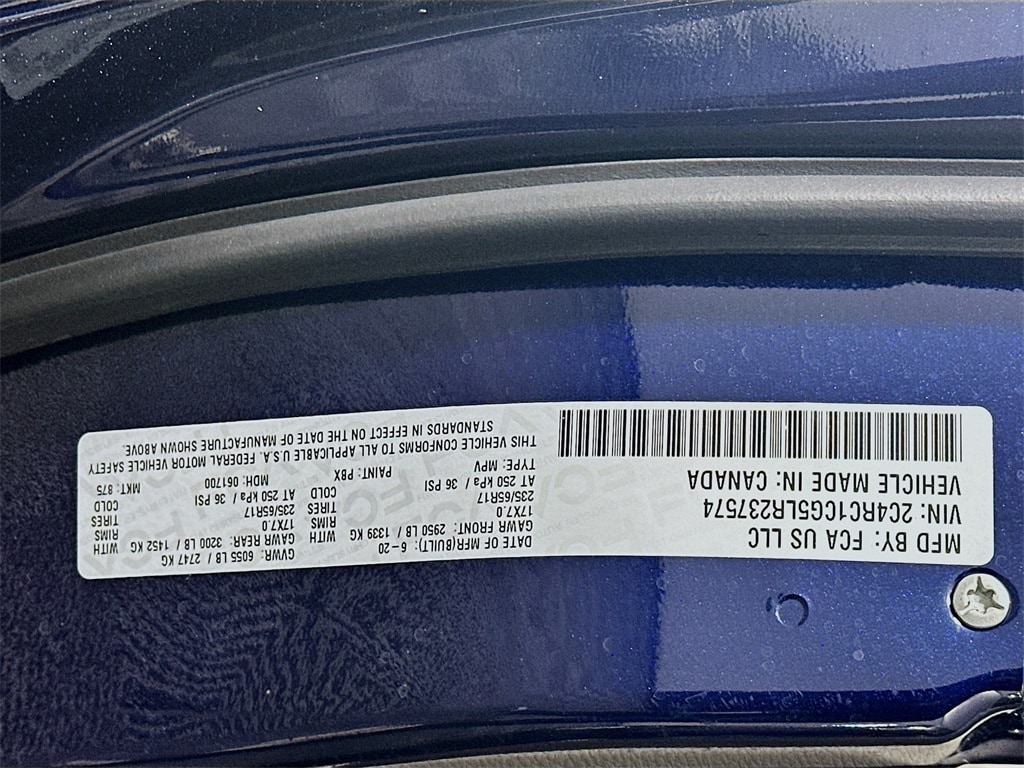 MFD BY: FCA US LLC
VIN: 2C4RC1CG5LR237574
VEHICLE MADE IN: CANADA
DATE OF MFR(BUILT): 6-20
GVWR: 6055 LB / 2747 KG
GAWR FRONT: 2950 LB / 1339 KG WITH
GAWR REAR: 3200 LB / 1452 KG WITH
17X7.0 RIMS
17X7.0 RIMS
235/65R17 TIRES
235/65R17 TIRES
AT 250 kPa / 36 PSI COLD
AT 250 kPa / 36 PSI COLD
TYPE: MPV PAINT: PBX MDH: 061700 MKT: 875
THIS VEHICLE CONFORMS TO ALL APPLICABLE U.S.A. FEDERAL MOTOR VEHICLE SAFETY
STANDARDS IN EFFECT ON THE DATE OF MANUFACTURE SHOWN ABOVE.